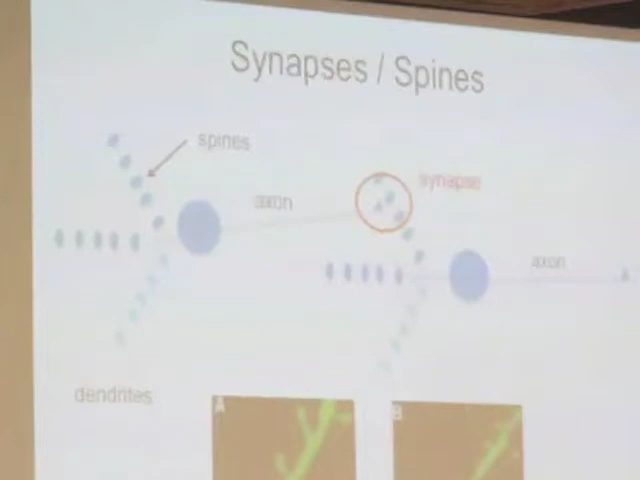 Synapses / Spines
spines
synapse
axon
axon
dendrites
A
B